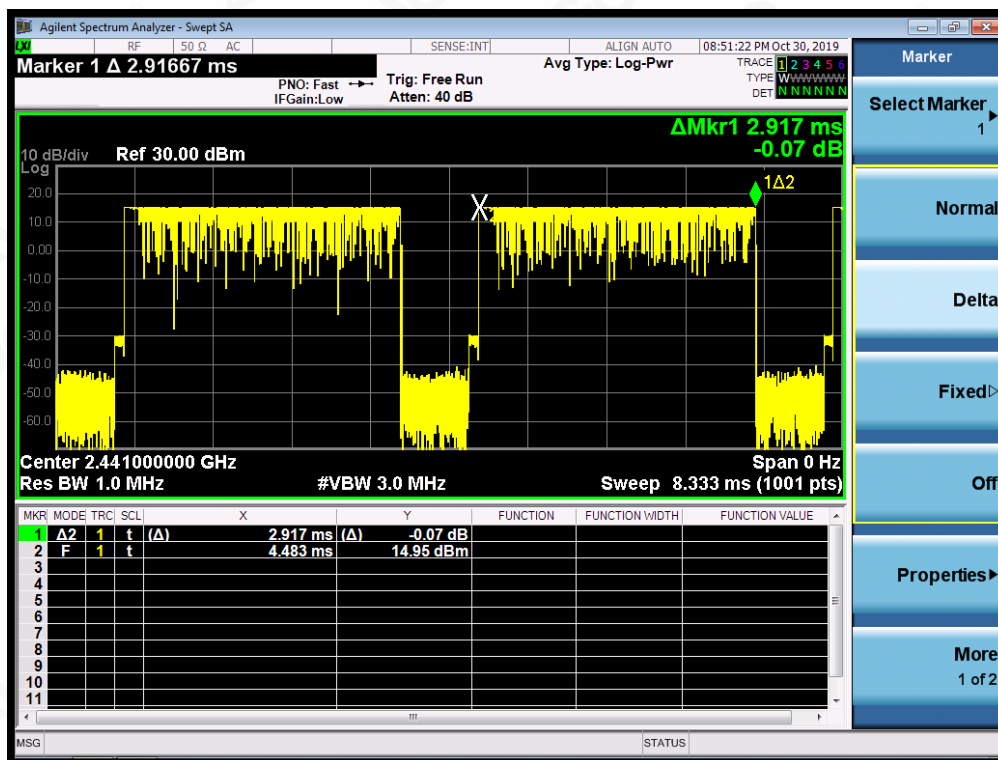 Agilent Spectrum Analyzer - Swept SA
LXI RF 50 Ω AC SENSE:INT ALIGN AUTO 08:51:22 PM Oct 30, 2019
Marker 1 Δ 2.91667 ms
PNO: Fast
IFGain:Low
Trig: Free Run
Atten: 40 dB
Avg Type: Log-Pwr
TRACE 1 2 3 4 5 6
TYPE WWWWWW
DET N N N N N N
ΔMkr1 2.917 ms
-0.07 dB
10 dB/div Ref 30.00 dBm
Log
1Δ2
20.0
10.0
0.00
-10.0
-20.0
-30.0
-40.0
-50.0
-60.0
Center 2.441000000 GHz Span 0 Hz
Res BW 1.0 MHz #VBW 3.0 MHz Sweep 8.333 ms (1001 pts)
MKR MODE TRC SCL X Y FUNCTION FUNCTION WIDTH FUNCTION VALUE
1 Δ2 1 t (Δ) 2.917 ms (Δ) -0.07 dB
2 F 1 t 4.483 ms 14.95 dBm
3
4
5
6
7
8
9
10
11
MSG STATUS
Marker
Select Marker
1
Normal
Delta
Fixed
Off
Properties
More
1 of 2